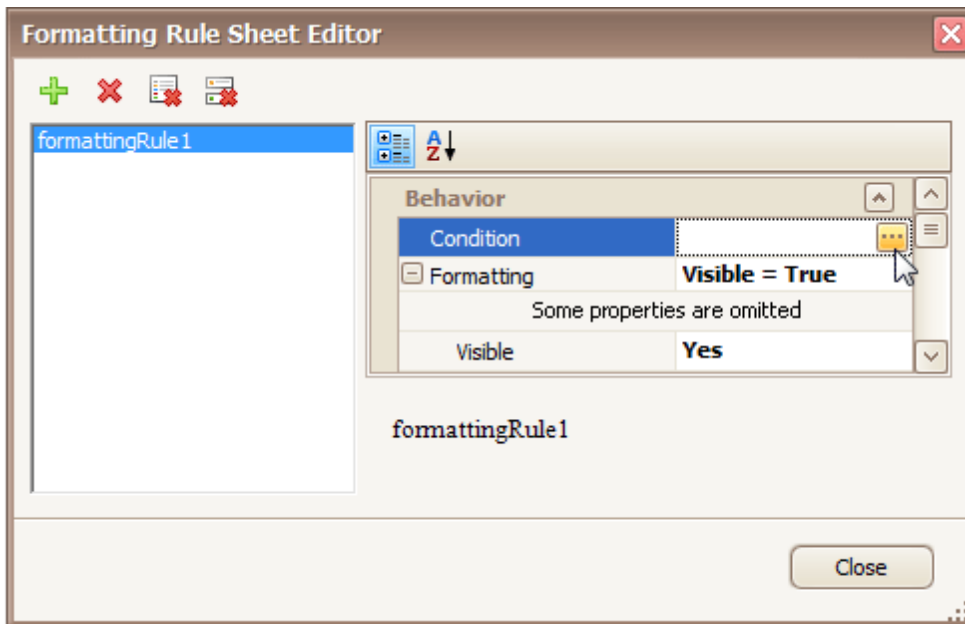 Formatting Rule Sheet Editor
formattingRule1
A
Z
Behavior
Condition
Formatting Visible = True
Some properties are omitted
Visible Yes
formattingRule1
Close